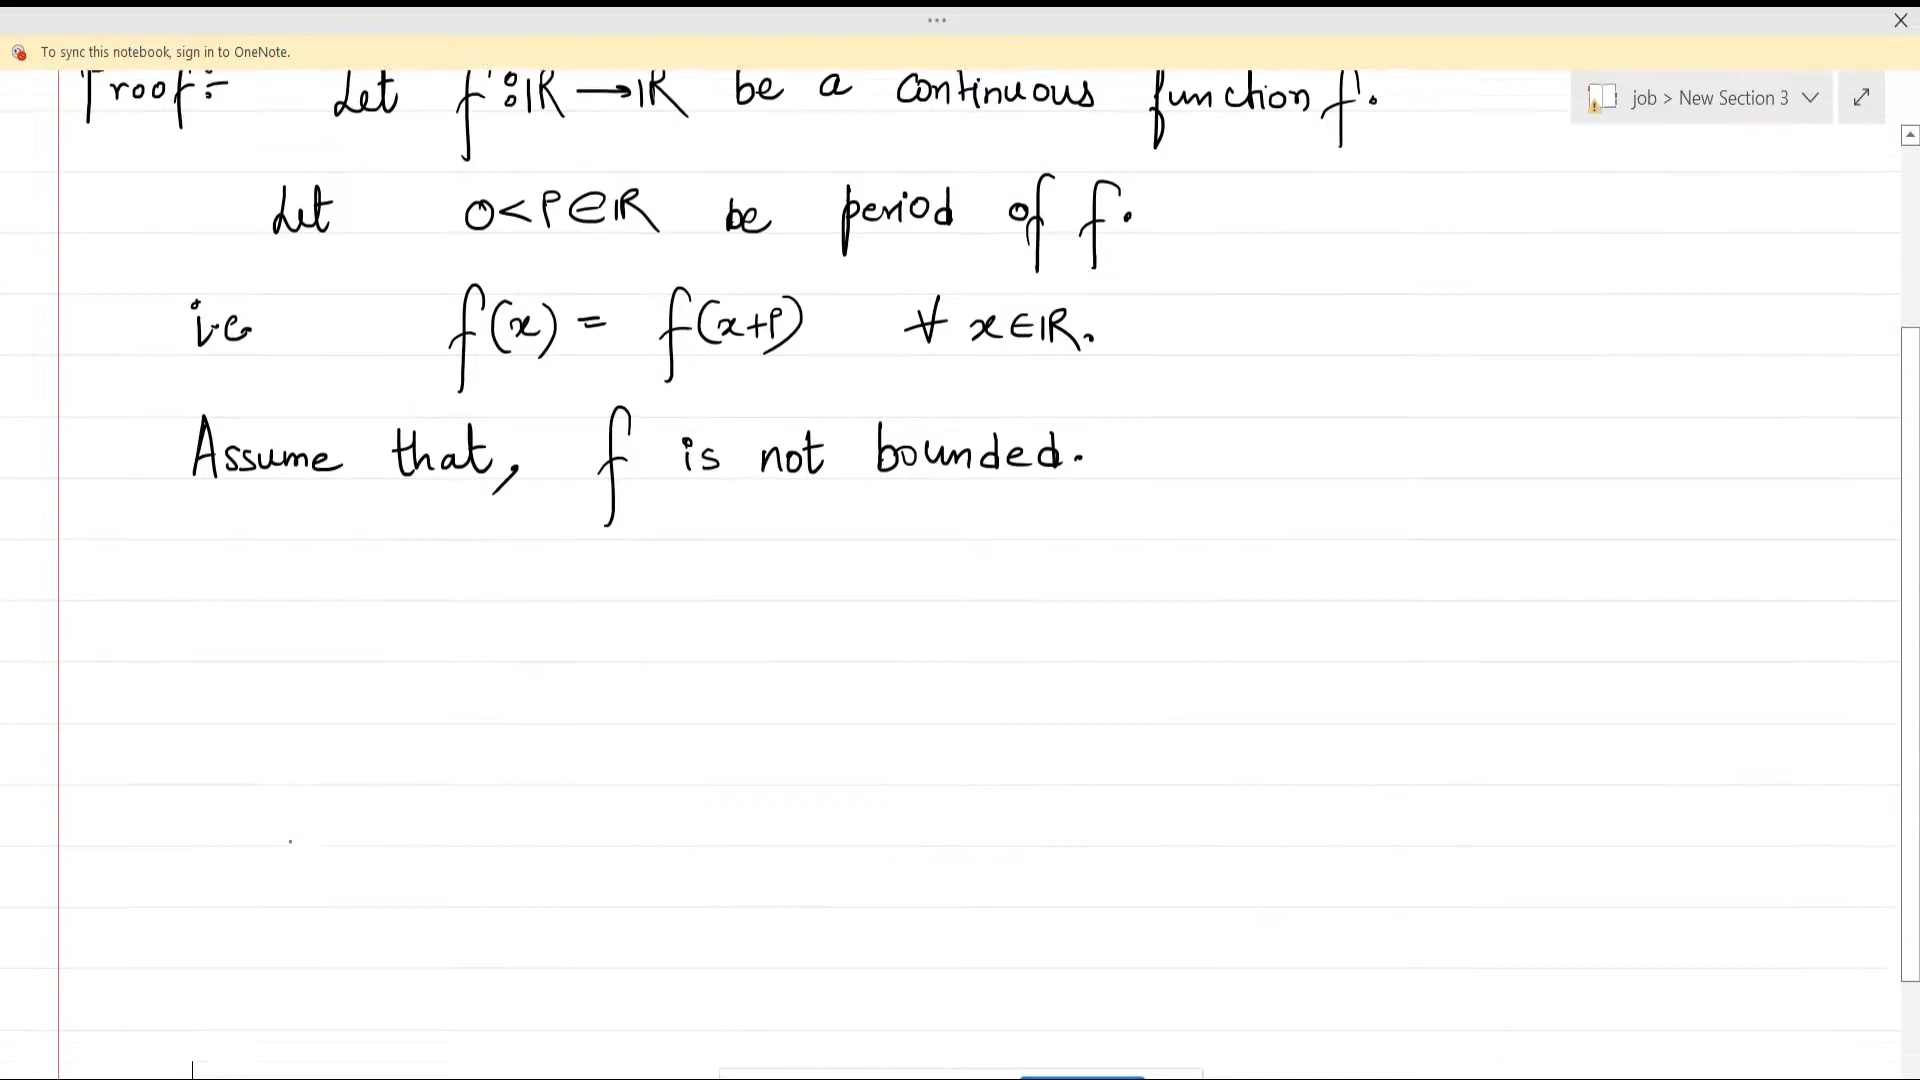 To sync this notebook, sign in to OneNote.
job > New Section 3
Proof:- Let f:ℝ→ℝ be a continuous function f.
Let 0<P∈ℝ be period of f.
i.e f(x) = f(x+P) ∀ x∈ℝ.
Assume that, f is not bounded.